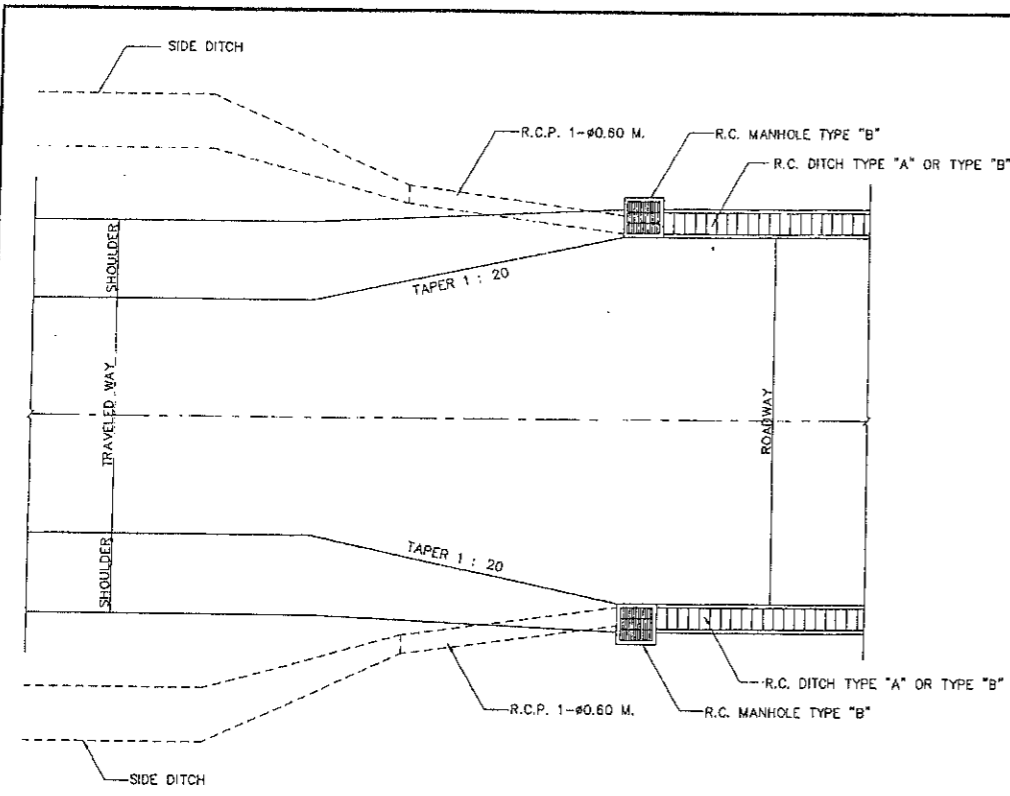 SIDE DITCH
R.C.P. 1-ø0.60 M.
R.C. MANHOLE TYPE "B"
R.C. DITCH TYPE "A" OR TYPE "B"
SHOULDER
TAPER 1 : 20
TRAVELED WAY
ROADWAY
SHOULDER
TAPER 1 : 20
R.C. DITCH TYPE "A" OR TYPE "B"
R.C.P. 1-ø0.60 M.
R.C. MANHOLE TYPE "B"
SIDE DITCH